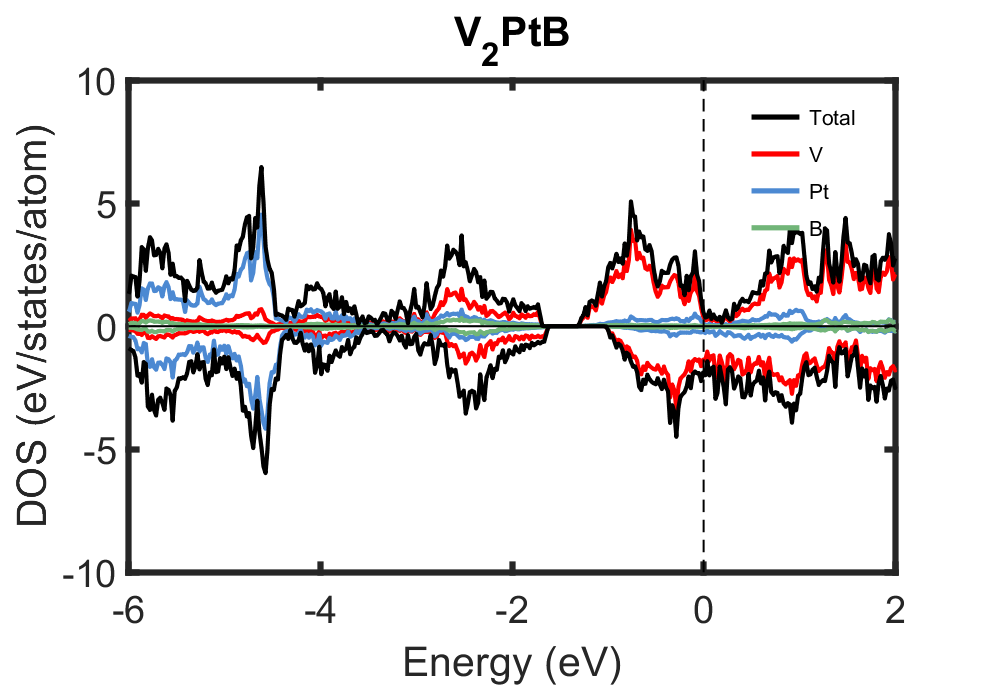 V₂PtB
10
5
0
-5
-10
DOS (eV/states/atom)
Total
V
Pt
B
-6 -4 -2 0 2
Energy (eV)